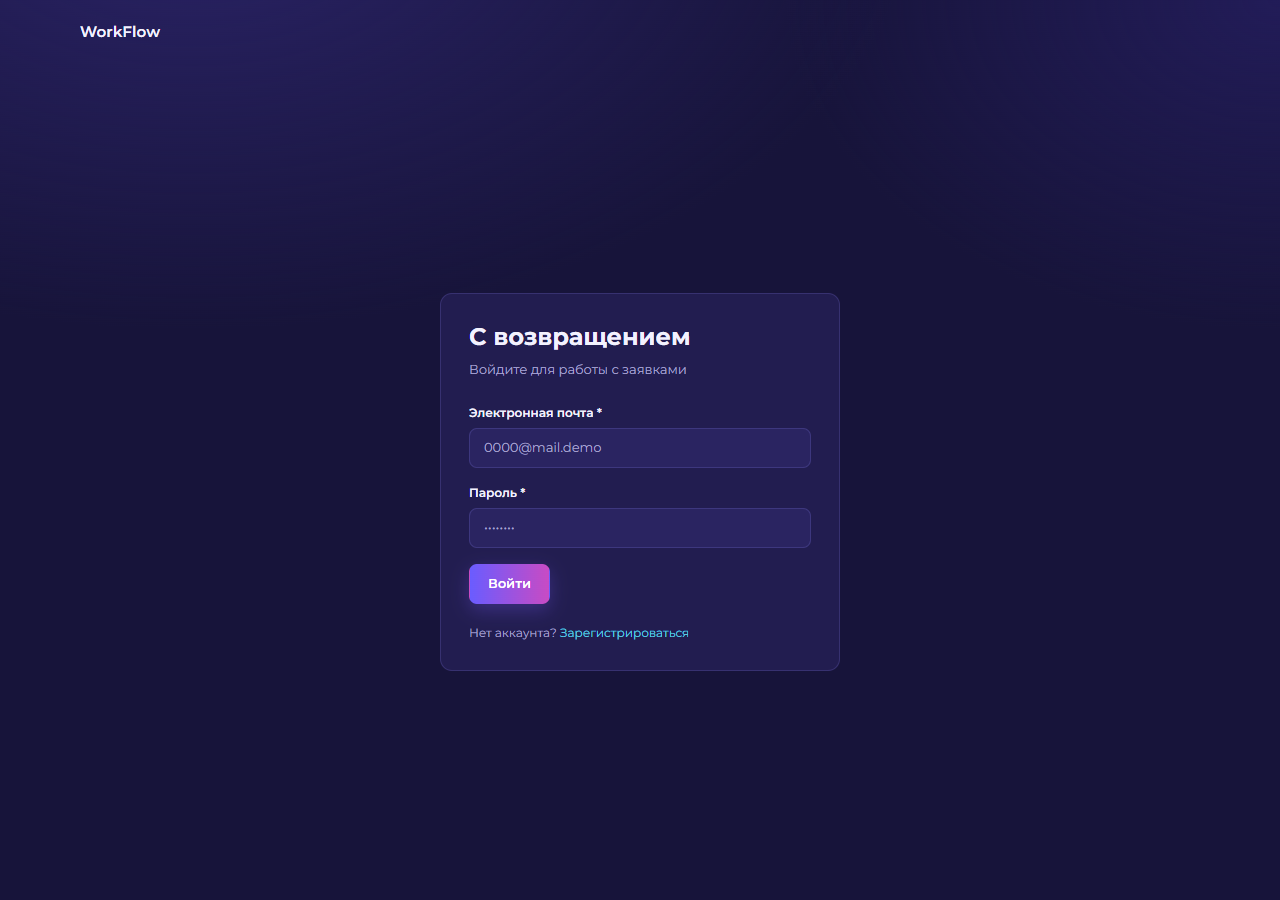 WorkFlow
С возвращением
Войдите для работы с заявками
Электронная почта *
0000@mail.demo
Пароль *
••••••••
Войти
Нет аккаунта? Зарегистрироваться